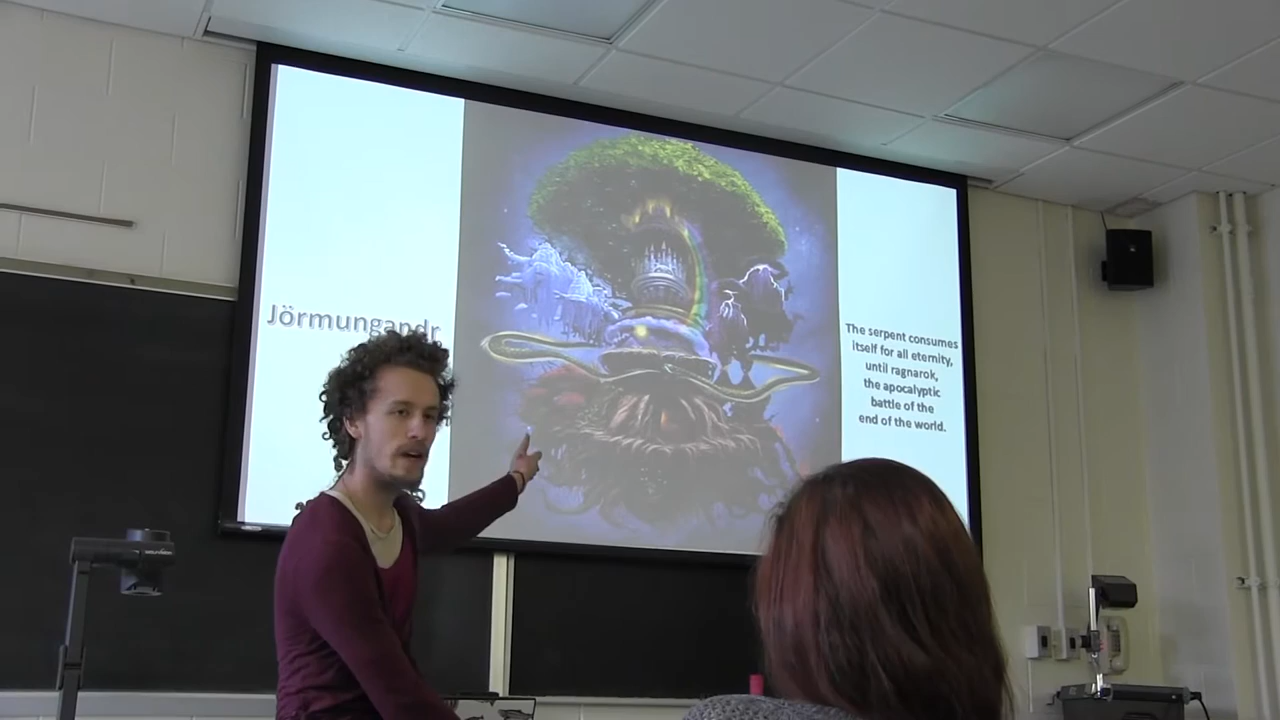 Jörmungandr
The serpent consumes
itself for all eternity,
until ragnarok,
the apocalyptic
battle of the
end of the world.